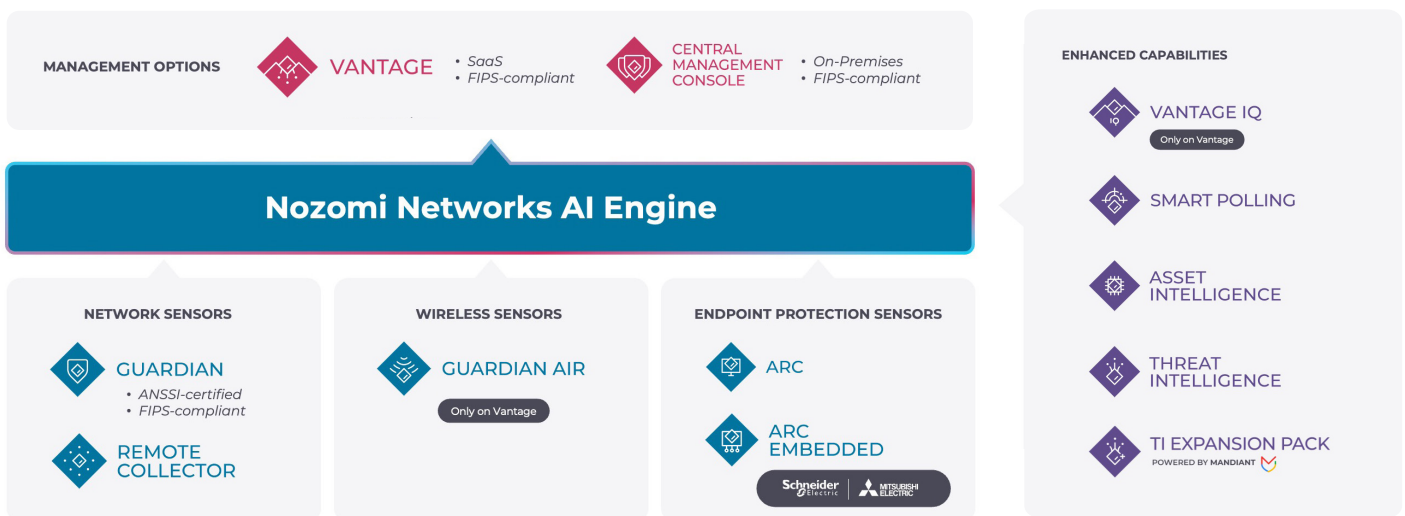 MANAGEMENT OPTIONS
VANTAGE
• SaaS
• FIPS-compliant
CENTRAL
MANAGEMENT
CONSOLE
• On-Premises
• FIPS-compliant
Nozomi Networks AI Engine
NETWORK SENSORS
GUARDIAN
• ANSSI-certified
• FIPS-compliant
REMOTE
COLLECTOR
WIRELESS SENSORS
GUARDIAN AIR
Only on Vantage
ENDPOINT PROTECTION SENSORS
ARC
ARC
EMBEDDED
Schneider
Electric
MITSUBISHI
ELECTRIC
ENHANCED CAPABILITIES
IQ
VANTAGE IQ
Only on Vantage
SMART POLLING
ASSET
INTELLIGENCE
THREAT
INTELLIGENCE
TI EXPANSION PACK
POWERED BY MANDIANT